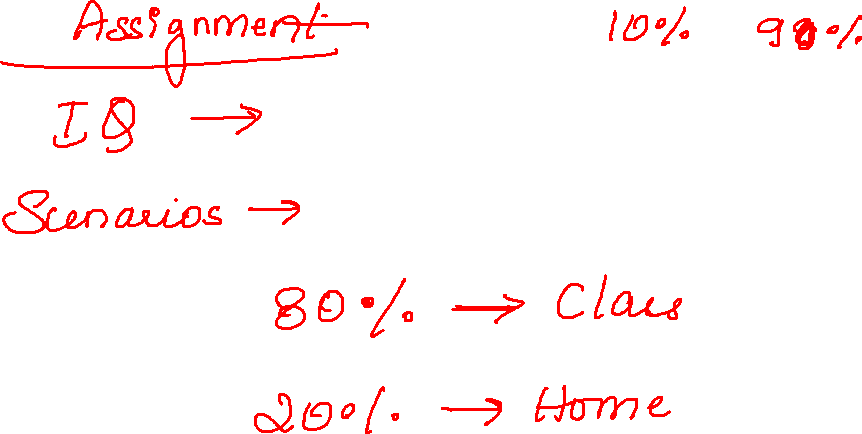 Assignment 10% 90%
IQ →
Scenarios →
80% → Class
20% → Home